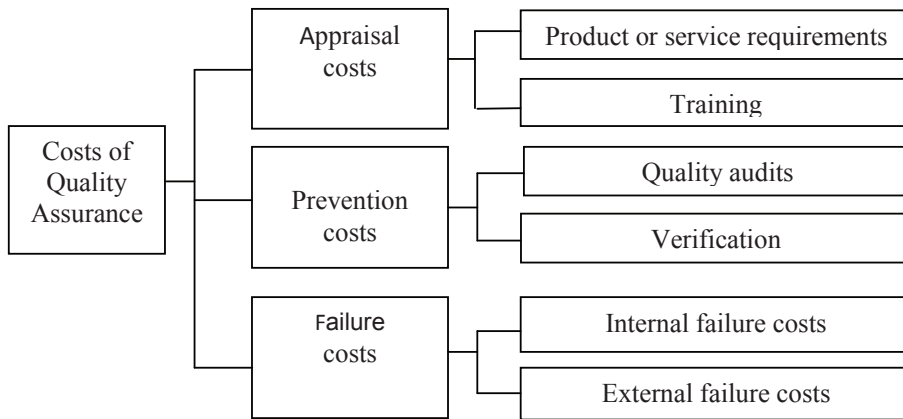 Costs of
Quality
Assurance
Appraisal
costs
Product or service requirements
Training
Prevention
costs
Quality audits
Verification
Failure
costs
Internal failure costs
External failure costs